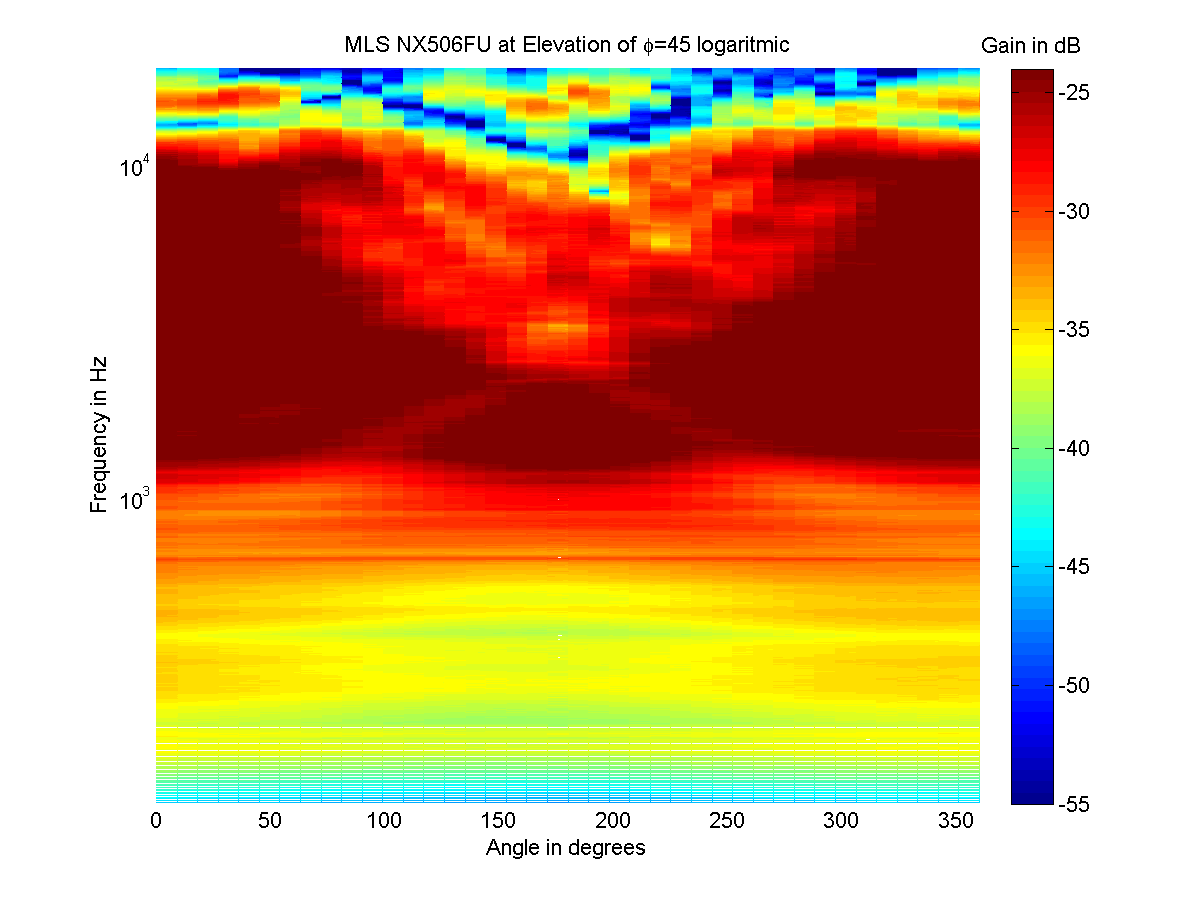 MLS NX506FU at Elevation of ϕ=45 logaritmic
Gain in dB
Frequency in Hz
10^4
10^3
0 50 100 150 200 250 300 350
Angle in degrees
-25
-30
-35
-40
-45
-50
-55